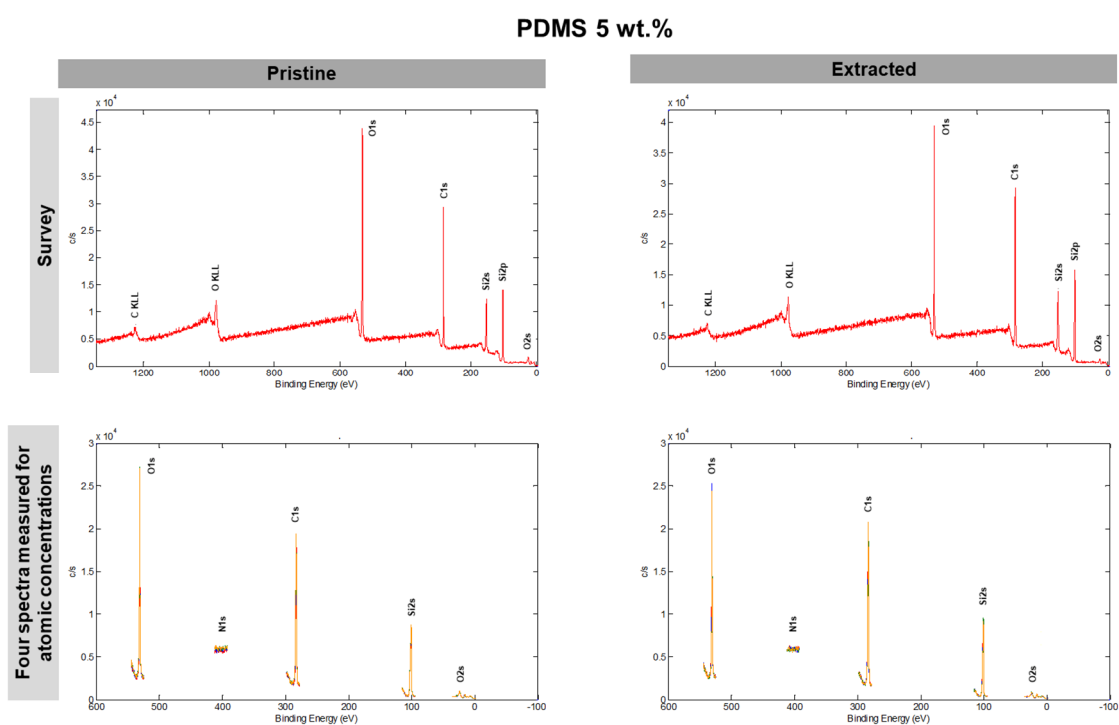 PDMS 5 wt.%
Pristine
Extracted
Survey
x 10^4
4.5
4
3.5
3
2.5
2
1.5
1
0.5
0
c/s
C KLL
O KLL
O1s
C1s
Si2s
Si2p
O2s
1200
1000
800
600
400
200
0
Binding Energy (eV)
x 10^4
4
3.5
3
2.5
2
1.5
1
0.5
0
c/s
C KLL
O KLL
O1s
C1s
Si2s
Si2p
O2s
1200
1000
800
600
400
200
0
Binding Energy (eV)
Four spectra measured for
atomic concentrations
x 10^4
3
2.5
2
1.5
1
0.5
0
c/s
O1s
N1s
C1s
Si2s
O2s
600
500
400
300
200
100
0
-100
Binding Energy (eV)
x 10^4
3
2.5
2
1.5
1
0.5
0
c/s
O1s
N1s
C1s
Si2s
O2s
600
500
400
300
200
100
0
-100
Binding Energy (eV)